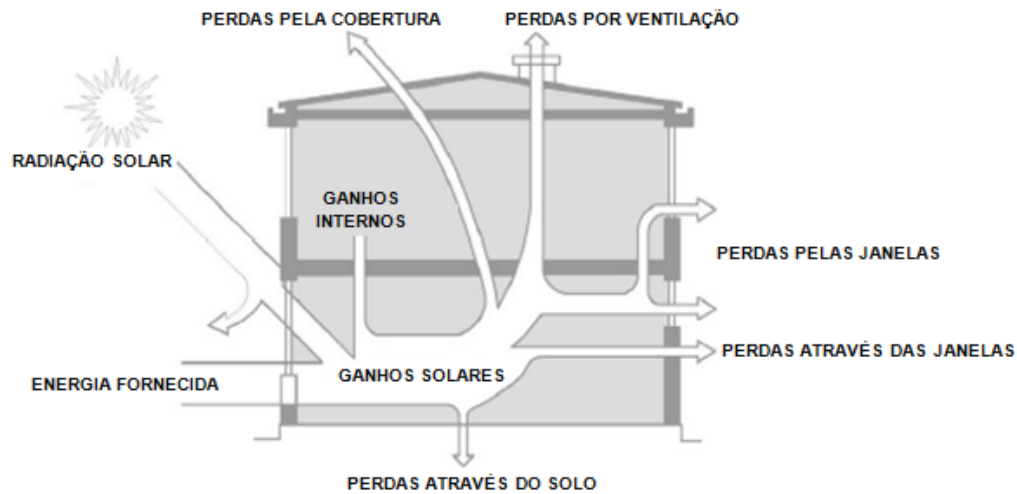 PERDAS PELA COBERTURA
PERDAS POR VENTILAÇÃO
RADIAÇÃO SOLAR
GANHOS
INTERNOS
PERDAS PELAS JANELAS
PERDAS ATRAVÉS DAS JANELAS
ENERGIA FORNECIDA
GANHOS SOLARES
PERDAS ATRAVÉS DO SOLO